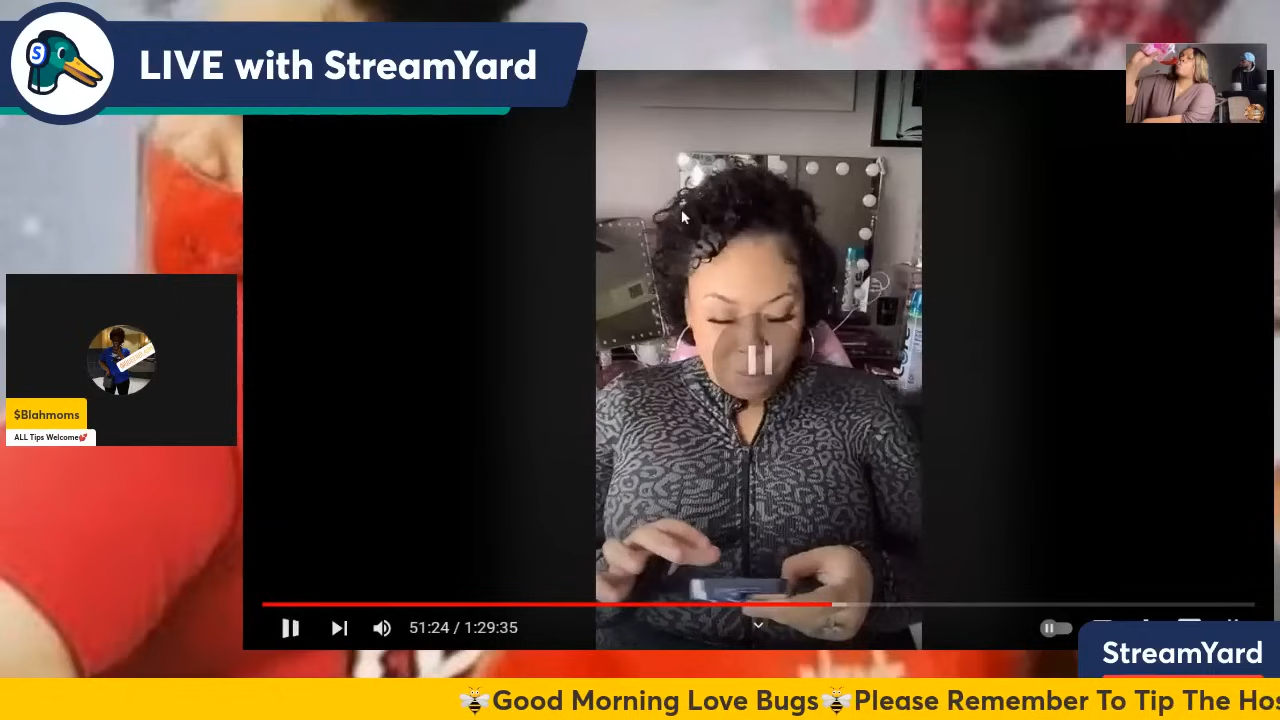 LIVE with StreamYard
$Blahmoms
ALL Tips Welcome💋
51:24 / 1:29:35
StreamYard
🐝Good Morning Love Bugs🐝Please Remember To Tip The Hos